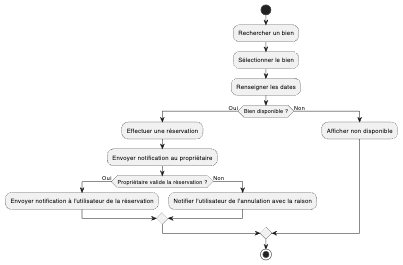 Rechercher un bien
Sélectionner le bien
Renseigner les dates
Oui
Bien disponible ?
Non
Effectuer une réservation
Afficher non disponible
Envoyer notification au propriétaire
Oui
Propriétaire valide la réservation ?
Non
Envoyer notification à l'utilisateur de la réservation
Notifier l'utilisateur de l'annulation avec la raison